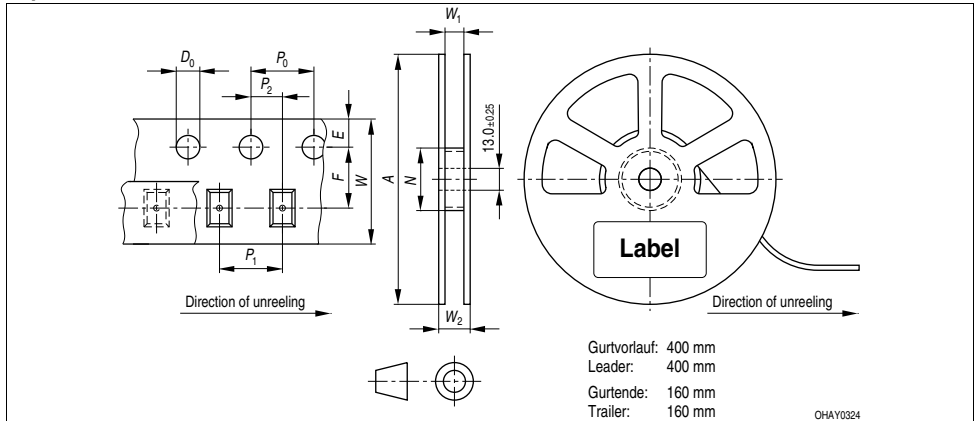 W1
D0
P0
P2
E
F
W
A
N
13.0±0.25
P1
W2
Label
Direction of unreeling
Direction of unreeling
Gurtvorlauf: 400 mm
Leader: 400 mm
Gurtende: 160 mm
Trailer: 160 mm
OHAY0324